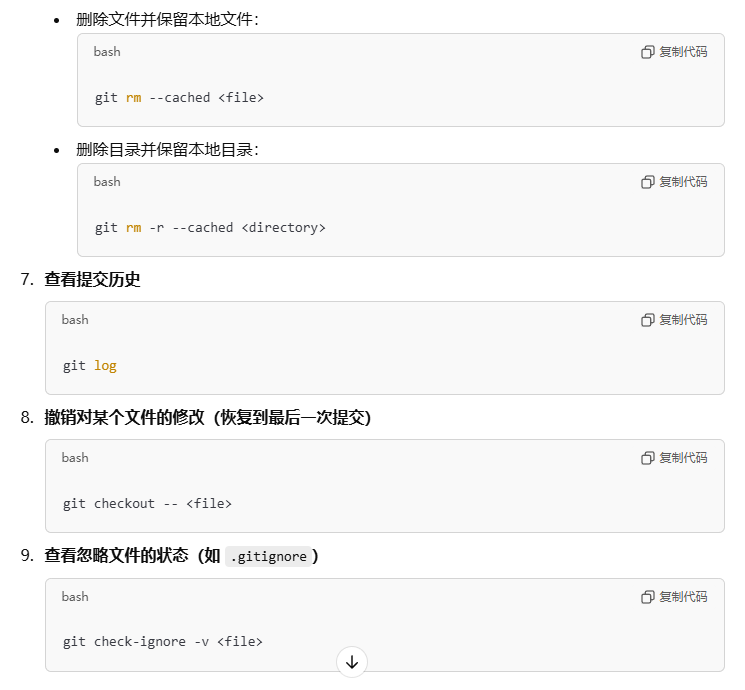 • 删除文件并保留本地文件：
bash 复制代码
git rm --cached <file>
• 删除目录并保留本地目录：
bash 复制代码
git rm -r --cached <directory>
7. 查看提交历史
bash 复制代码
git log
8. 撤销对某个文件的修改（恢复到最后一次提交）
bash 复制代码
git checkout -- <file>
9. 查看忽略文件的状态（如 .gitignore）
bash 复制代码
git check-ignore -v <file>